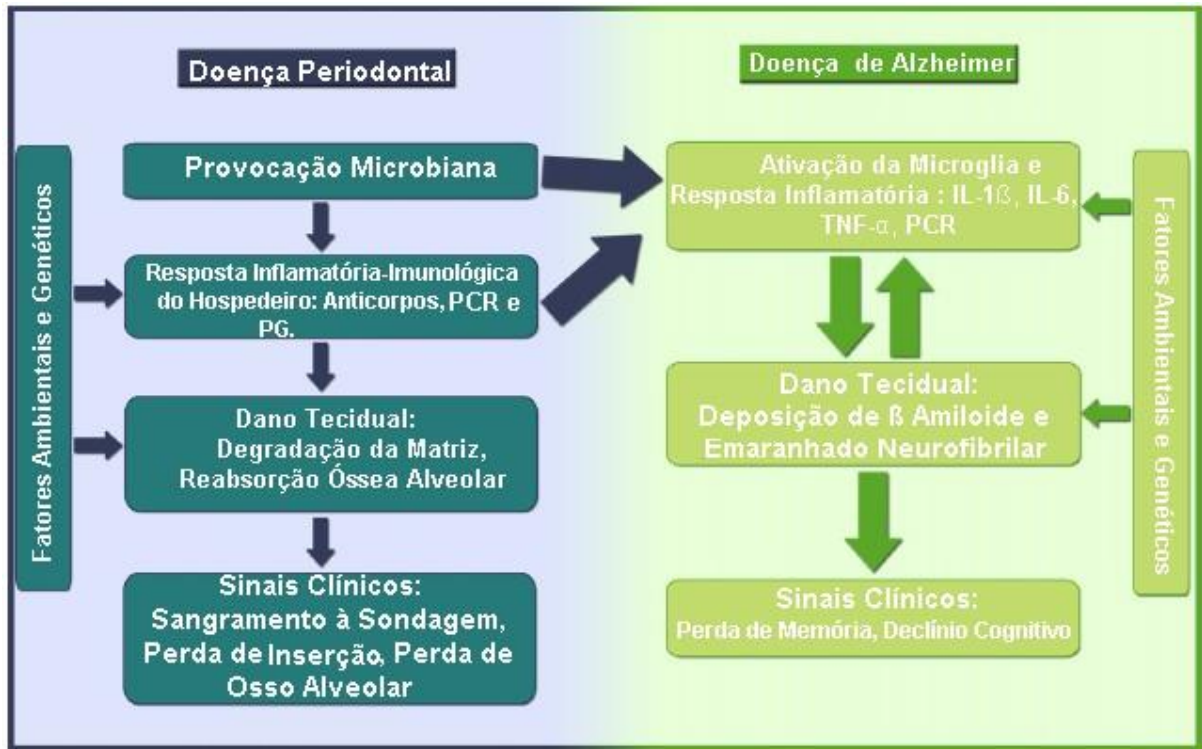 Doença Periodontal
Fatores Ambientais e Genéticos
Provocação Microbiana
Resposta Inflamatória-Imunológica
do Hospedeiro: Anticorpos, PCR e
PG.
Dano Tecidual:
Degradação da Matriz,
Reabsorção Óssea Alveolar
Sinais Clínicos:
Sangramento à Sondagem,
Perda de Inserção, Perda de
Osso Alveolar
Doença de Alzheimer
Ativação da Microglia e
Resposta Inflamatória : IL-1ß, IL-6,
TNF-α, PCR
Dano Tecidual:
Deposição de ß Amiloide e
Emaranhado Neurofibrilar
Sinais Clínicos:
Perda de Memória, Declínio Cognitivo
Fatores Ambientais e Genéticos